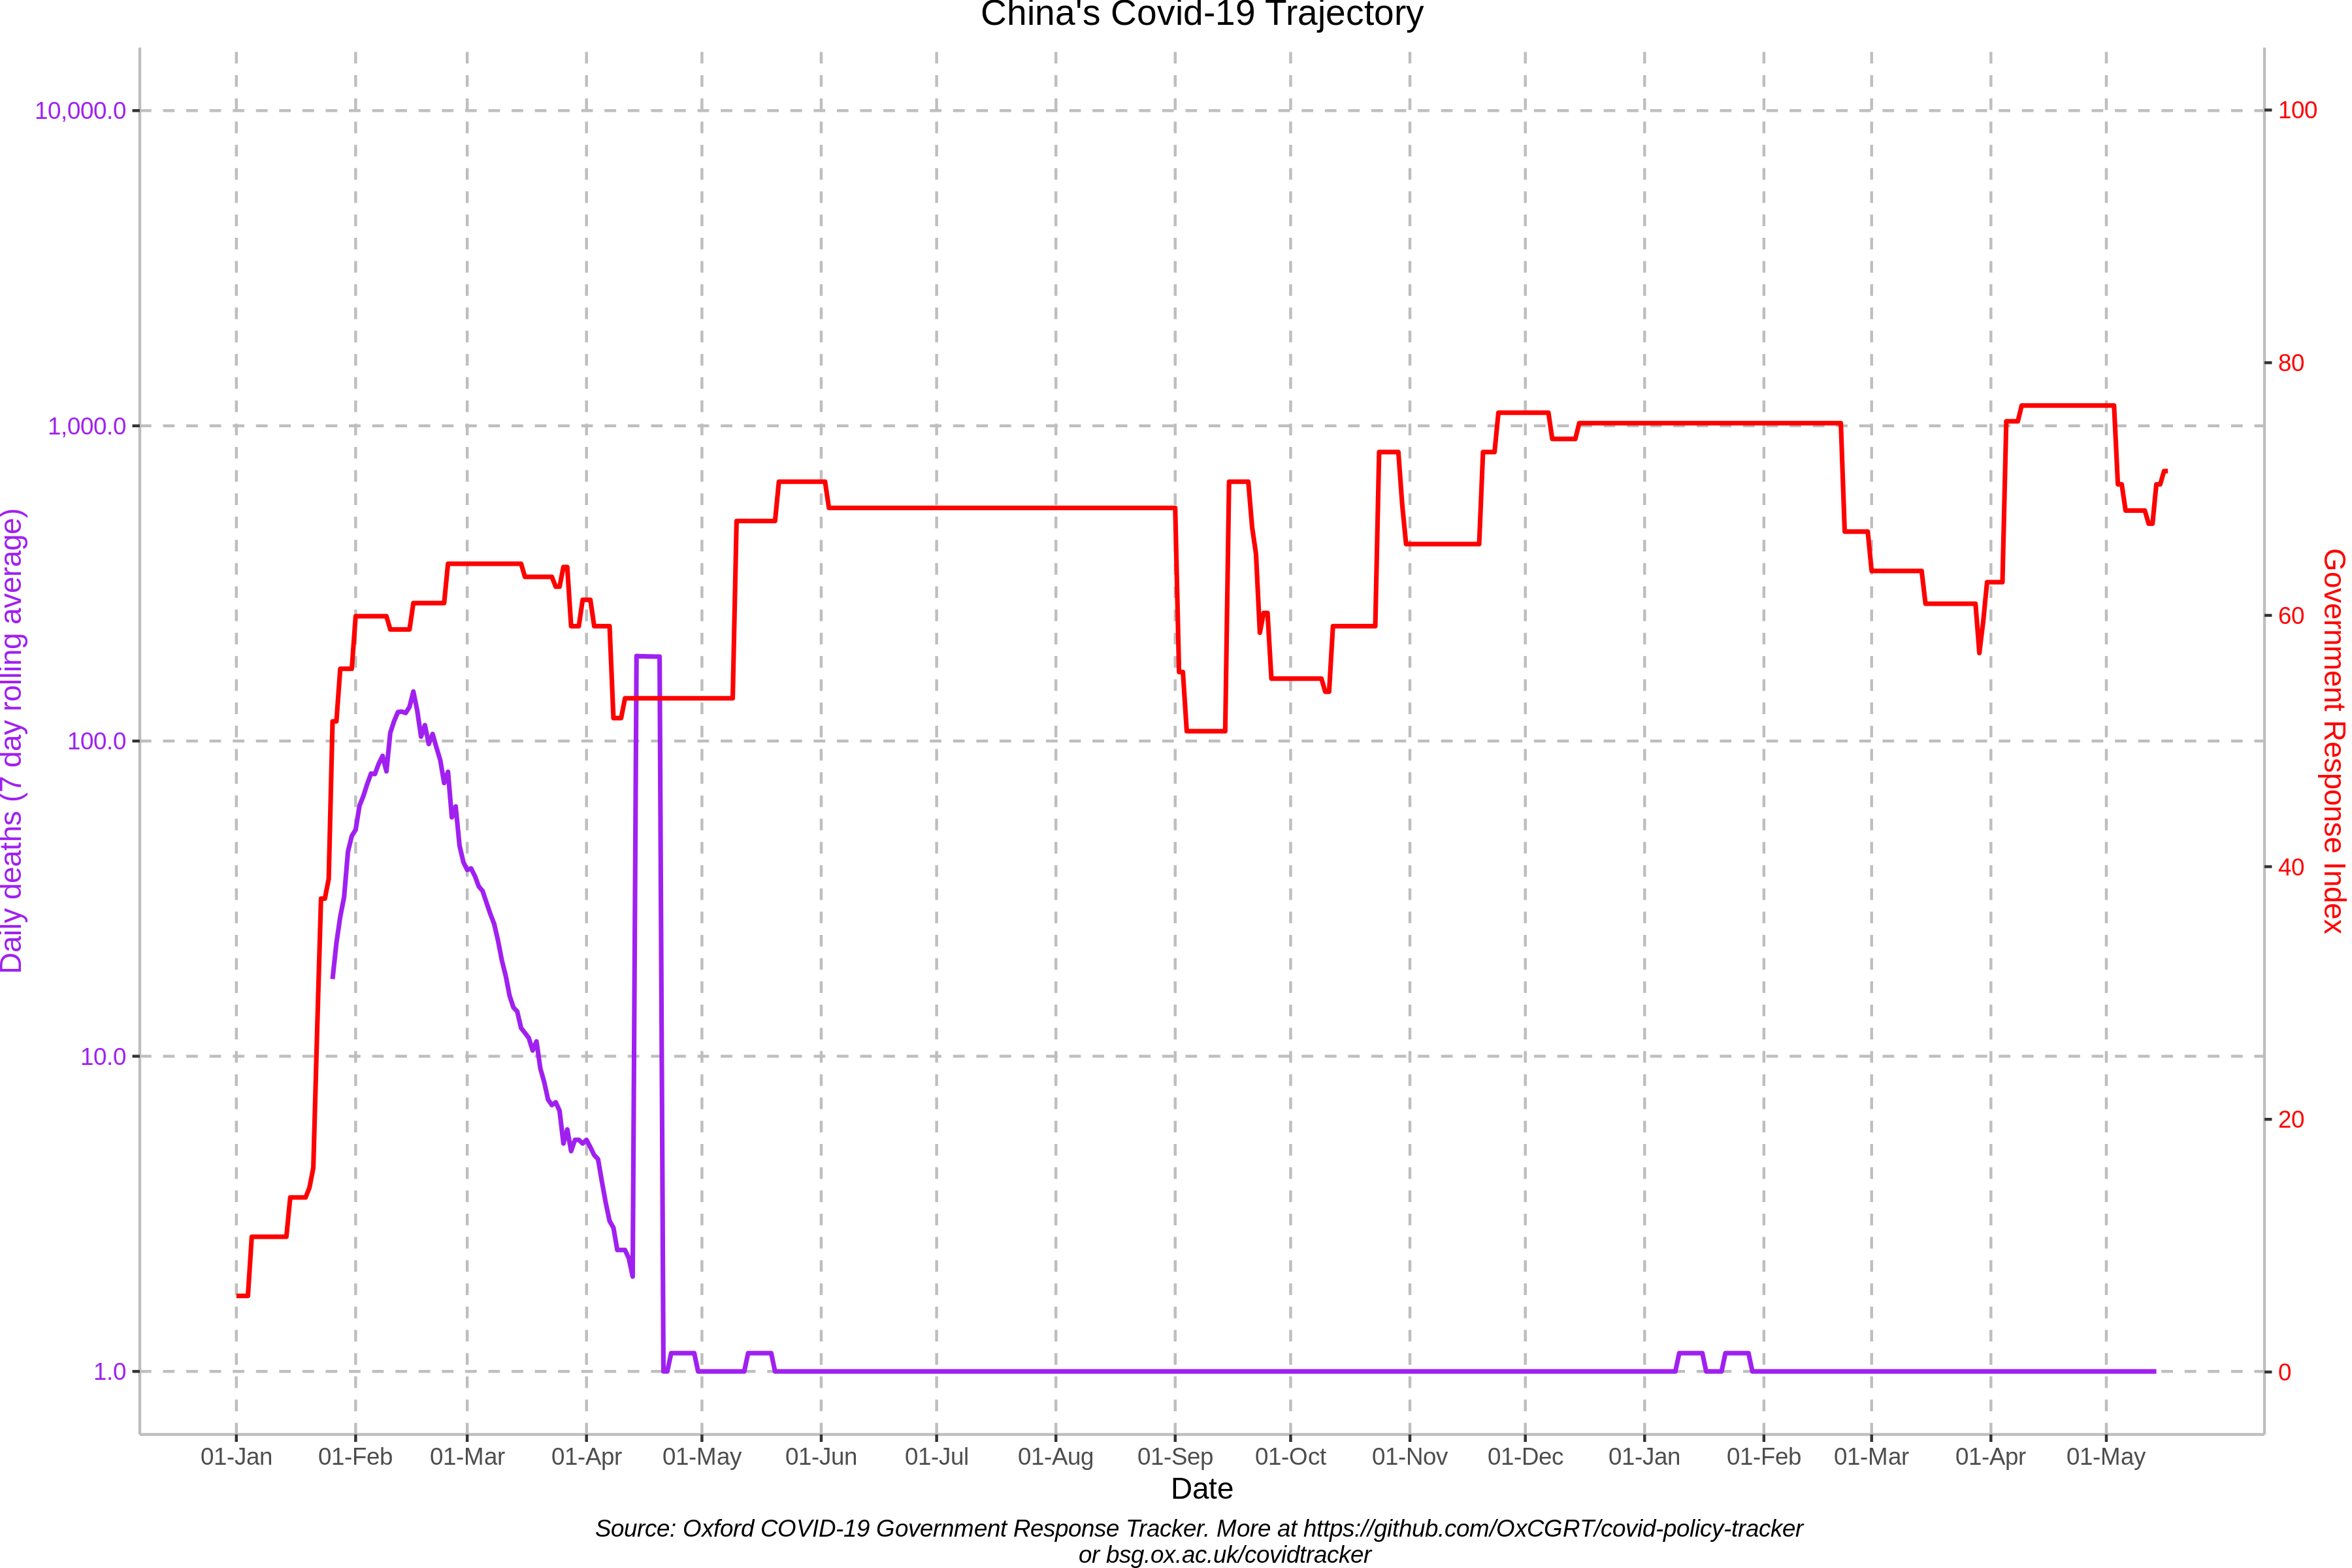 China's Covid-19 Trajectory
10,000.0
1,000.0
100.0
10.0
1.0
Daily deaths (7 day rolling average)
100
80
60
40
20
0
Government Response Index
01-Jan 01-Feb 01-Mar 01-Apr 01-May 01-Jun 01-Jul 01-Aug 01-Sep 01-Oct 01-Nov 01-Dec 01-Jan 01-Feb 01-Mar 01-Apr 01-May
Date
Source: Oxford COVID-19 Government Response Tracker. More at https://github.com/OxCGRT/covid-policy-tracker
or bsg.ox.ac.uk/covidtracker